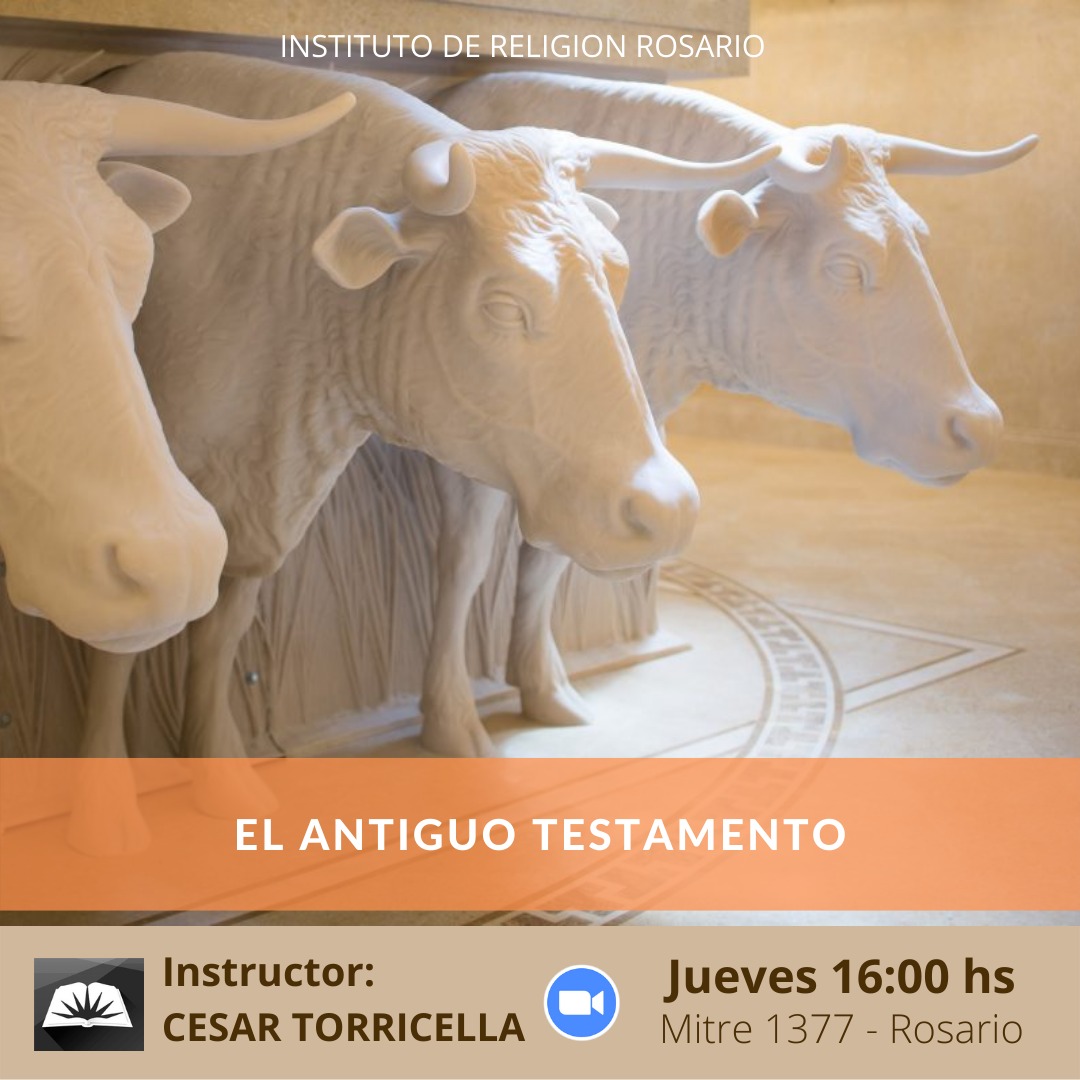 INSTITUTO DE RELIGION ROSARIO
EL ANTIGUO TESTAMENTO
Instructor:
CESAR TORRICELLA
Jueves 16:00 hs
Mitre 1377 - Rosario